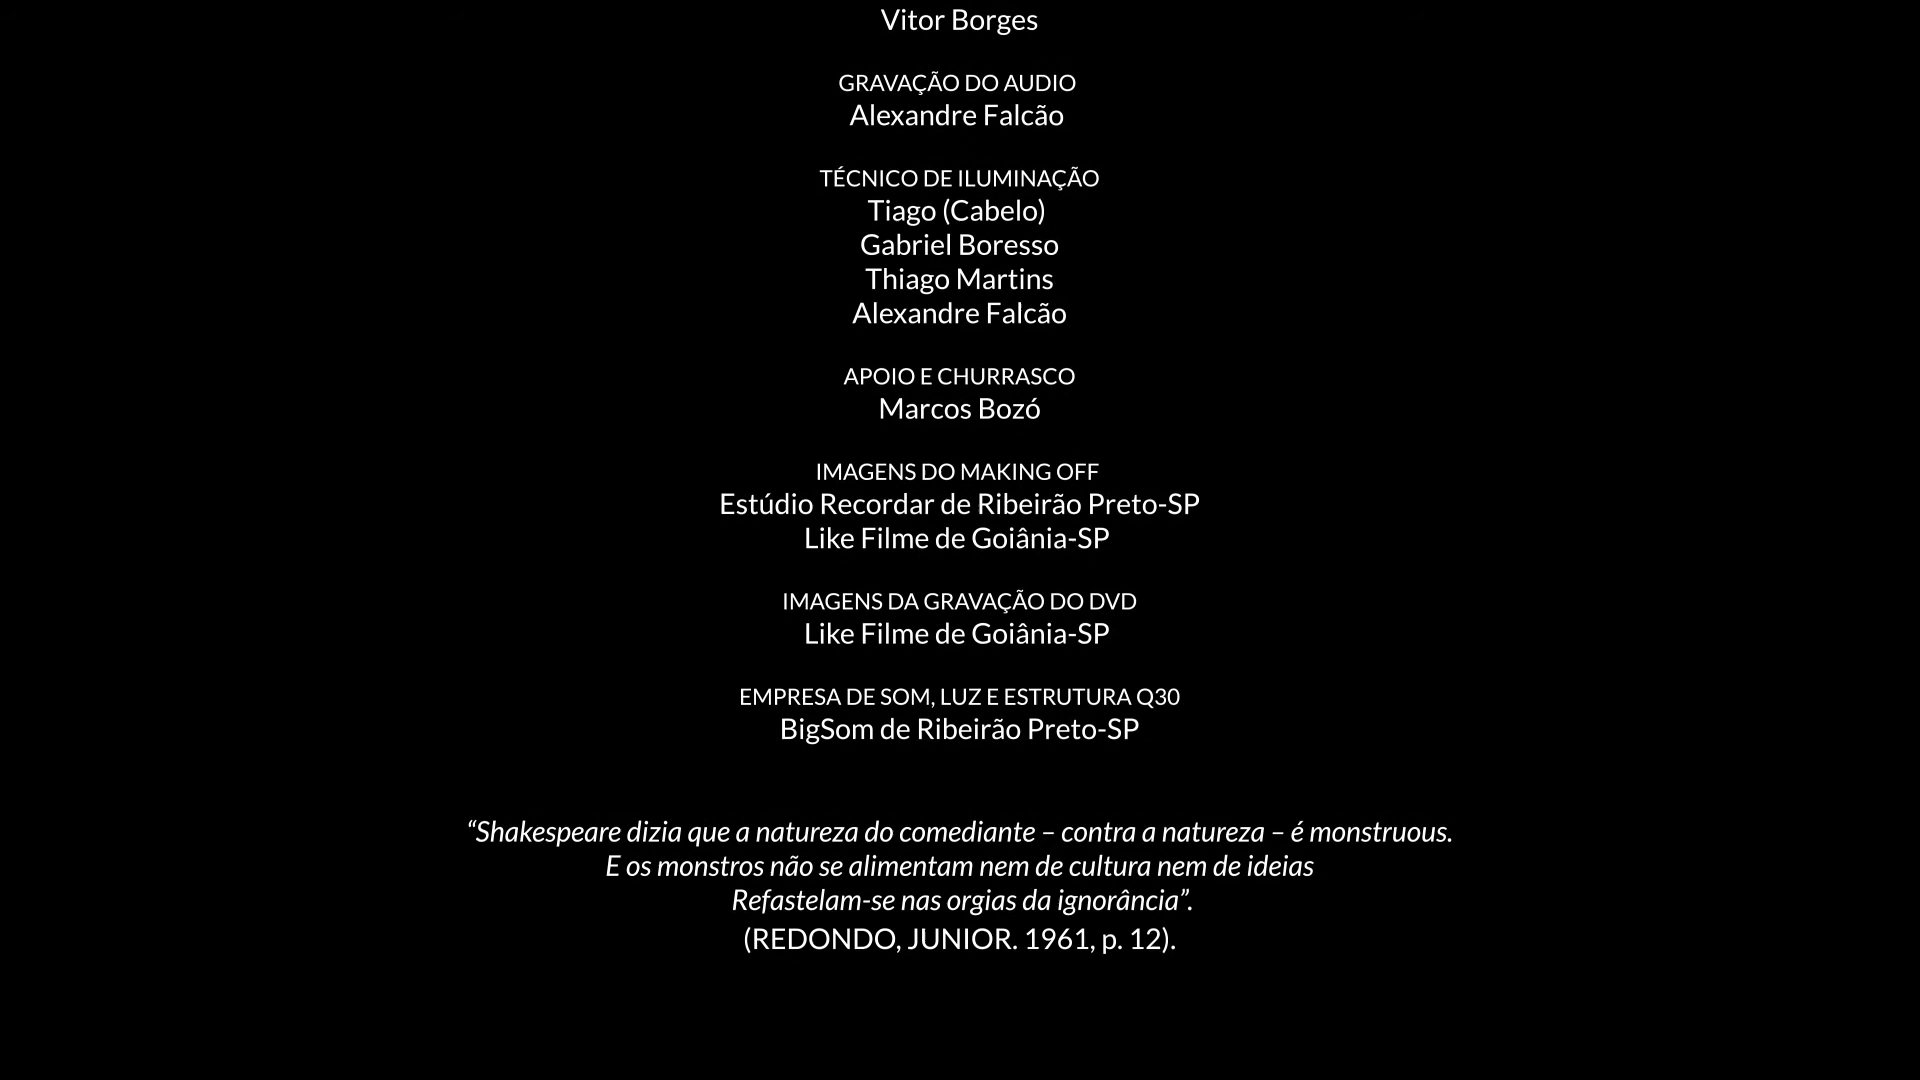 Vitor Borges
GRAVAÇÃO DO AUDIO
Alexandre Falcão
TÉCNICO DE ILUMINAÇÃO
Tiago (Cabelo)
Gabriel Boresso
Thiago Martins
Alexandre Falcão
APOIO E CHURRASCO
Marcos Bozó
IMAGENS DO MAKING OFF
Estúdio Recordar de Ribeirão Preto-SP
Like Filme de Goiânia-SP
IMAGENS DA GRAVAÇÃO DO DVD
Like Filme de Goiânia-SP
EMPRESA DE SOM, LUZ E ESTRUTURA Q30
BigSom de Ribeirão Preto-SP
“Shakespeare dizia que a natureza do comediante – contra a natureza – é monstruous.
E os monstros não se alimentam nem de cultura nem de ideias
Refastelam-se nas orgias da ignorância”.
(REDONDO, JUNIOR. 1961, p. 12).